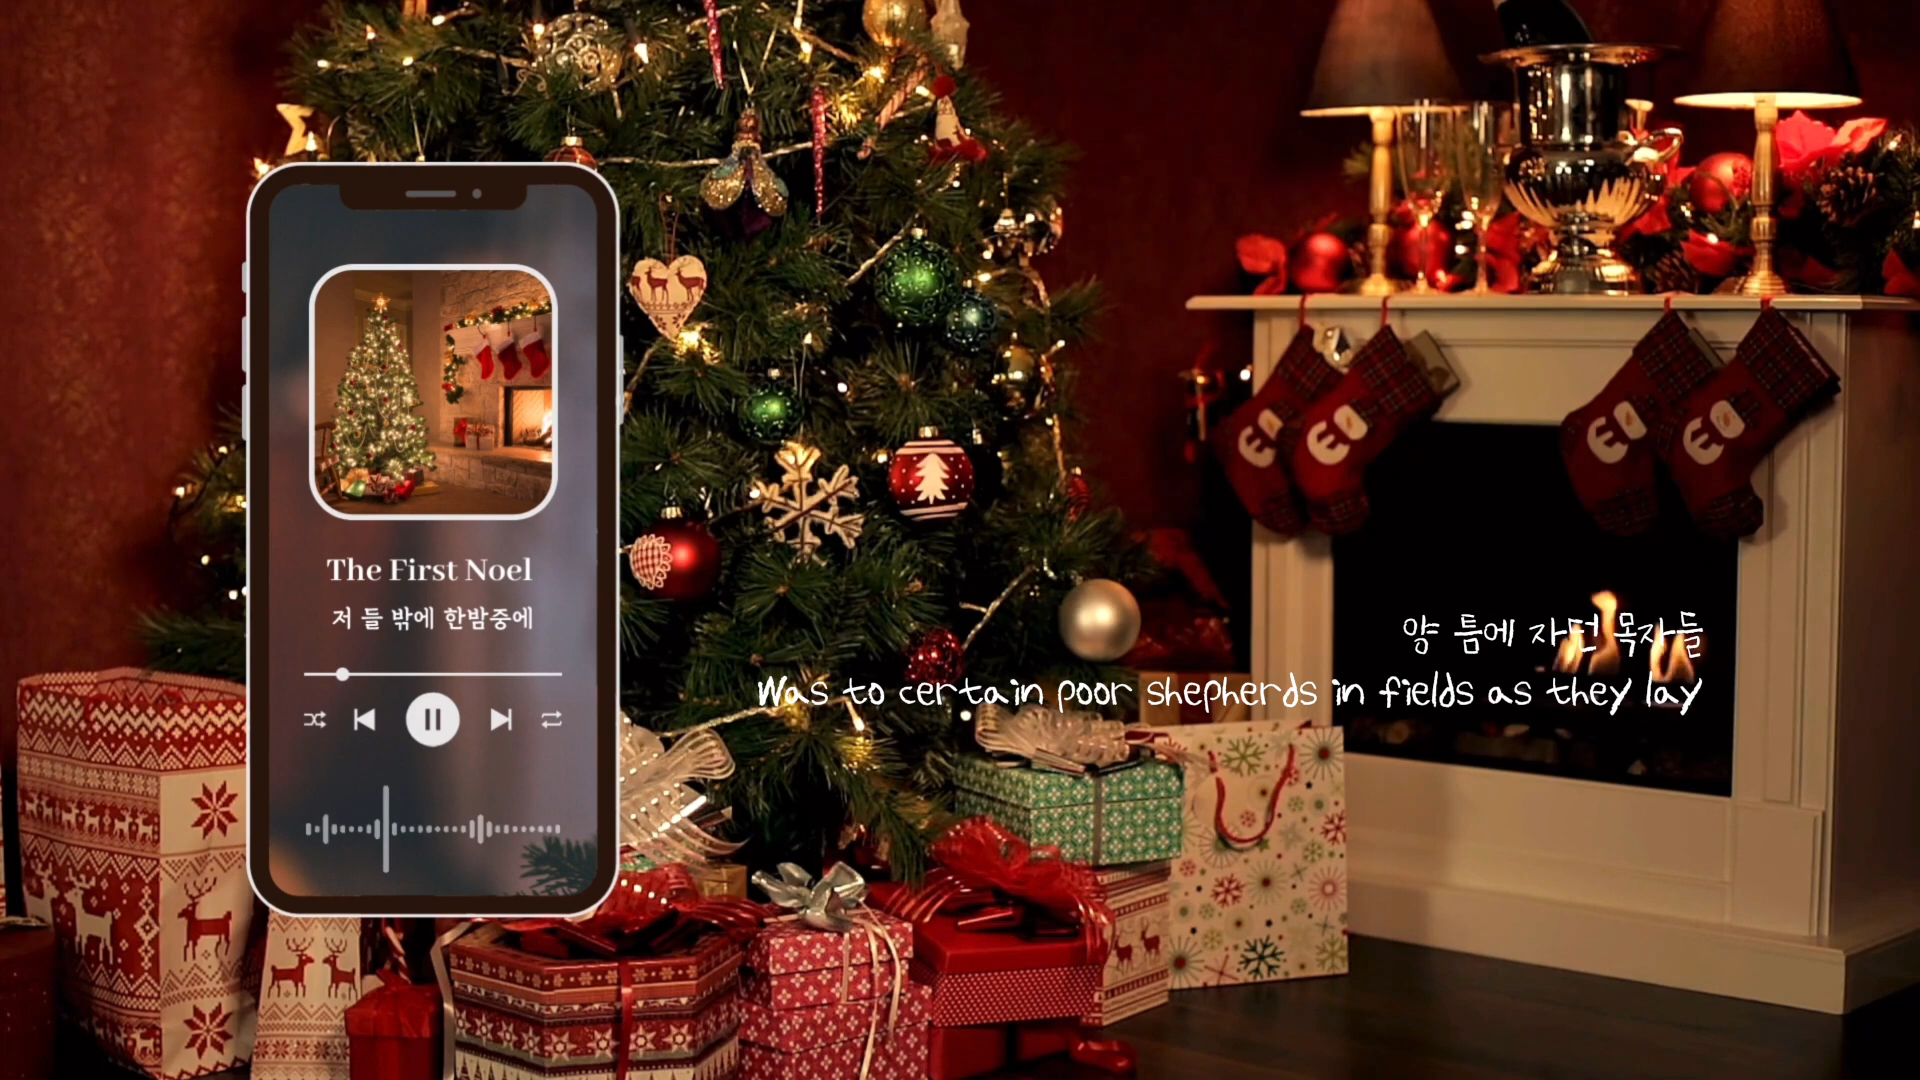 The First Noel
저 들 밖에 한밤중에
양 틈에 자던 목자들
Was to certain poor shepherds in fields as they lay